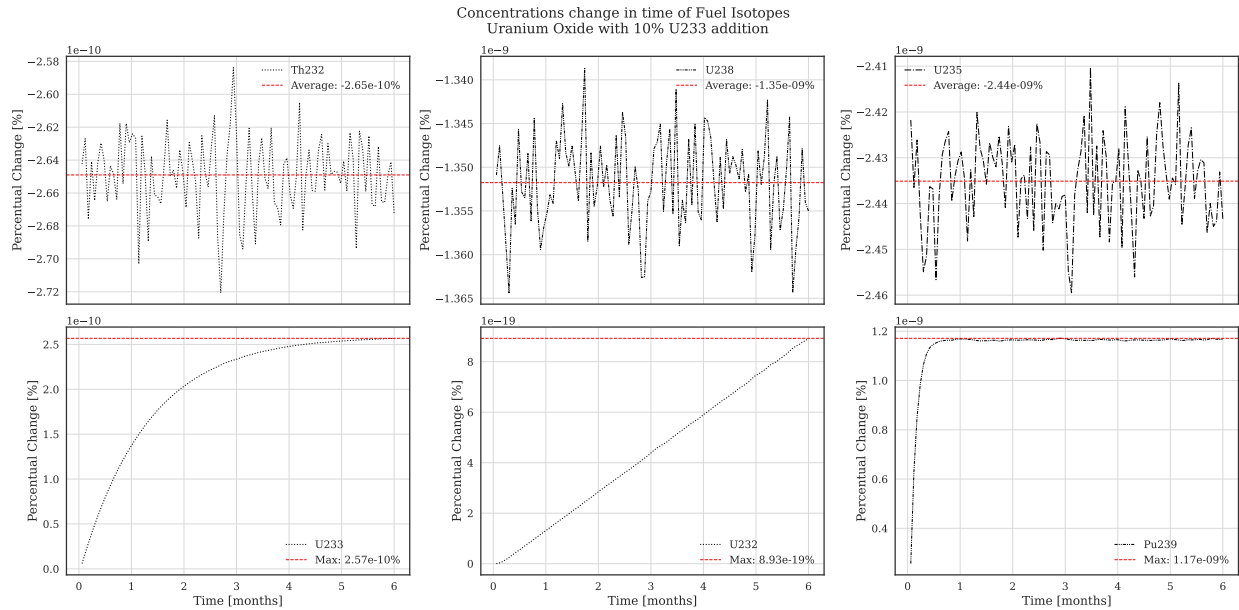 Concentrations change in time of Fuel Isotopes
Uranium Oxide with 10% U233 addition
1e−10
Percentual Change [%]
−2.58
−2.60
−2.62
−2.64
−2.66
−2.68
−2.70
−2.72
Th232
Average: -2.65e-10%
1e−9
Percentual Change [%]
−1.340
−1.345
−1.350
−1.355
−1.360
−1.365
U238
Average: -1.35e-09%
1e−9
Percentual Change [%]
−2.41
−2.42
−2.43
−2.44
−2.45
−2.46
U235
Average: -2.44e-09%
1e−10
Percentual Change [%]
2.5
2.0
1.5
1.0
0.5
0.0
U233
Max: 2.57e-10%
0 1 2 3 4 5 6
Time [months]
1e−19
Percentual Change [%]
8
6
4
2
0
U232
Max: 8.93e-19%
0 1 2 3 4 5 6
Time [months]
1e−9
Percentual Change [%]
1.2
1.0
0.8
0.6
0.4
Pu239
Max: 1.17e-09%
0 1 2 3 4 5 6
Time [months]